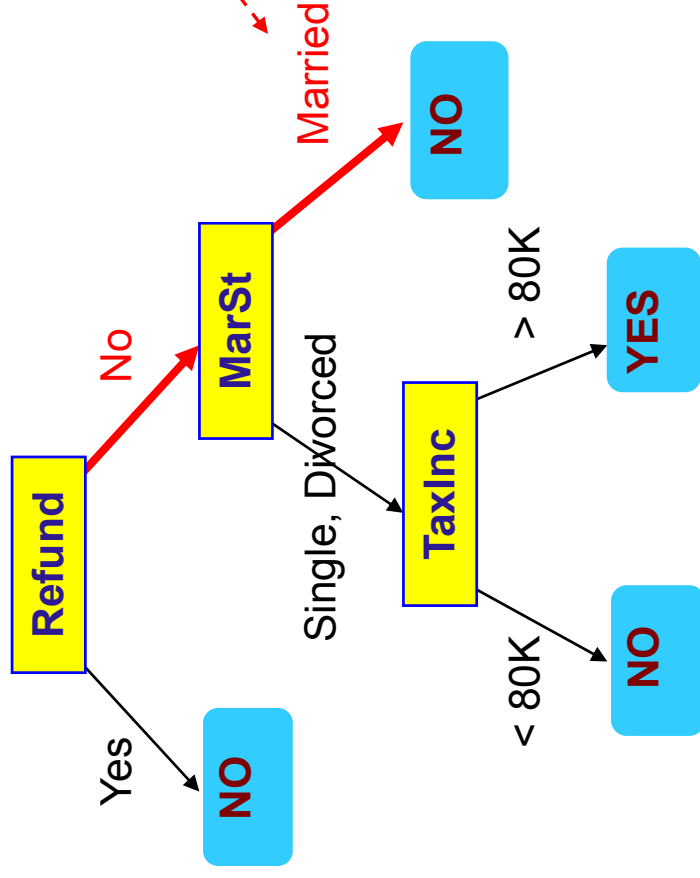 Refund
Yes
No
NO
MarSt
Single, Divorced
Married
TaxInc
NO
< 80K
> 80K
NO
YES